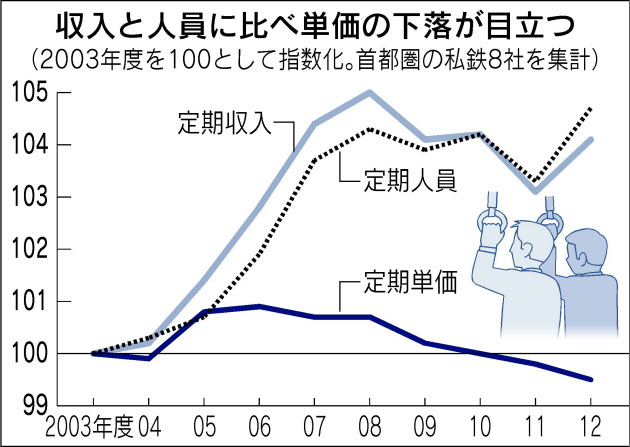 収入と人員に比べ単価の下落が目立つ
(2003年度を100として指数化。首都圏の私鉄8社を集計)
105
104
103
102
101
100
99
定期収入
定期人員
定期単価
2003年度 04 05 06 07 08 09 10 11 12